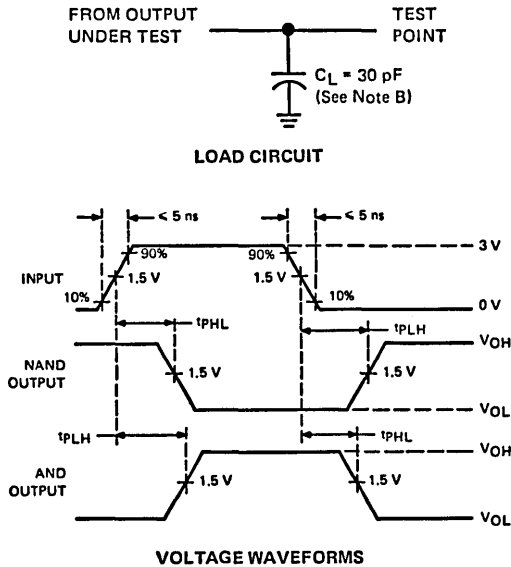 FROM OUTPUT
UNDER TEST
TEST
POINT
CL = 30 pF
(See Note B)
LOAD CIRCUIT
< 5 ns
< 5 ns
90%
90%
3 V
INPUT
1.5 V
1.5 V
10%
10%
0 V
tPHL
tPLH
VOH
NAND
OUTPUT
1.5 V
1.5 V
VOL
tPLH
tPHL
VOH
AND
OUTPUT
1.5 V
1.5 V
VOL
VOLTAGE WAVEFORMS